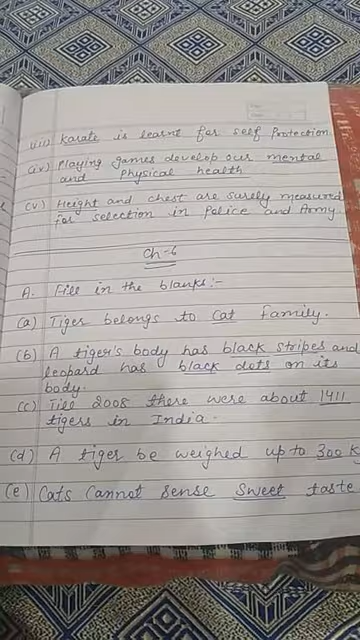 (iii) Karate is learnt for self Protection
(iv) Playing games develop our mental
and Physical health
(v) Height and chest are surely measured
for selection in Police and Army
Ch-6
A. Fill in the blanks:-
(a) Tiger belongs to Cat family.
(b) A tiger's body has black stripes and
leopard has black dots on its
body.
(c) Till 2008 there were about 1411
tigers in India.
(d) A tiger be weighed up to 300 K
(e) Cats Cannot sense Sweet taste